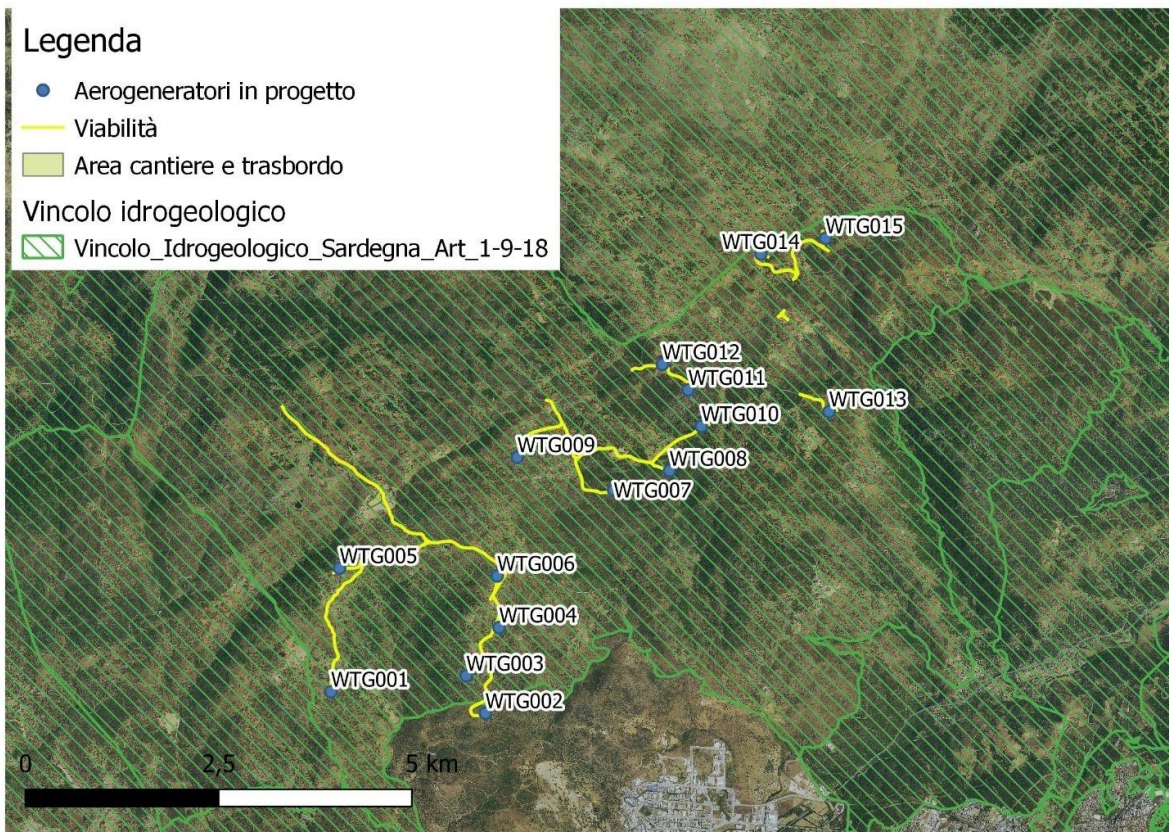 Legenda
Aerogeneratori in progetto
Viabilità
Area cantiere e trasbordo
Vincolo idrogeologico
Vincolo_Idrogeologico_Sardegna_Art_1-9-18
WTG015
WTG014
WTG012
WTG011
WTG013
WTG010
WTG009
WTG008
WTG007
WTG005
WTG006
WTG004
WTG003
WTG001
WTG002
0 2,5 5 km